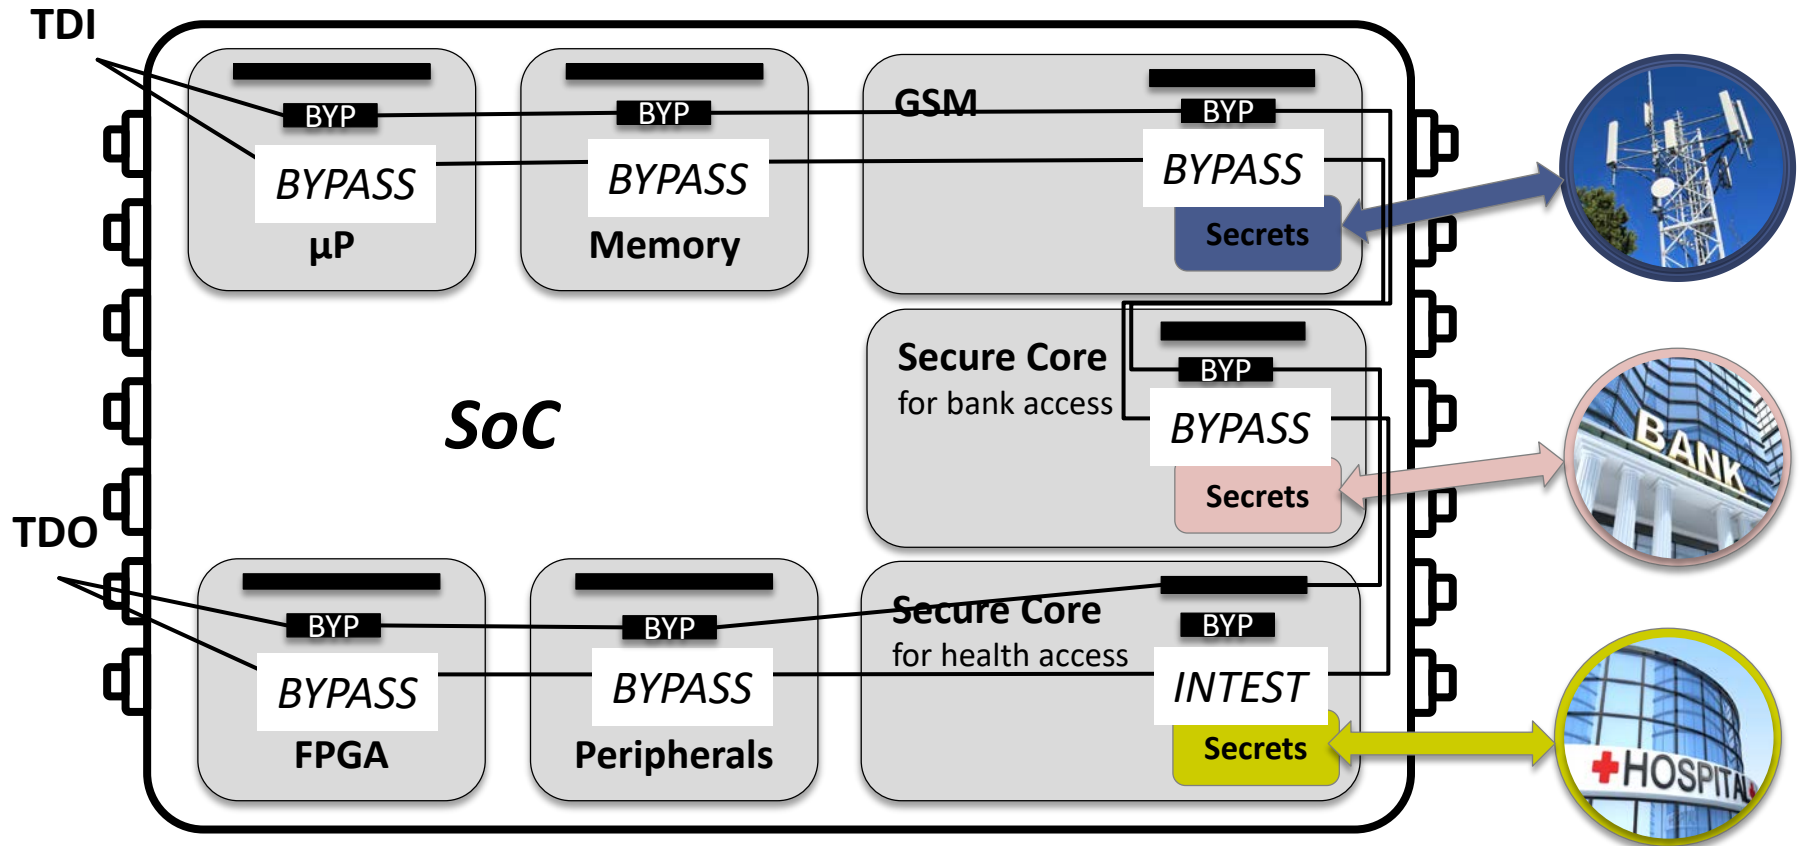 TDI
BYP
BYPASS
µP
BYP
BYPASS
Memory
GSM
BYP
BYPASS
Secrets
Secure Core
for bank access
BYP
BYPASS
Secrets
BANK
SoC
TDO
BYP
BYPASS
FPGA
BYP
BYPASS
Peripherals
Secure Core
for health access
BYP
INTEST
Secrets
HOSPITAL